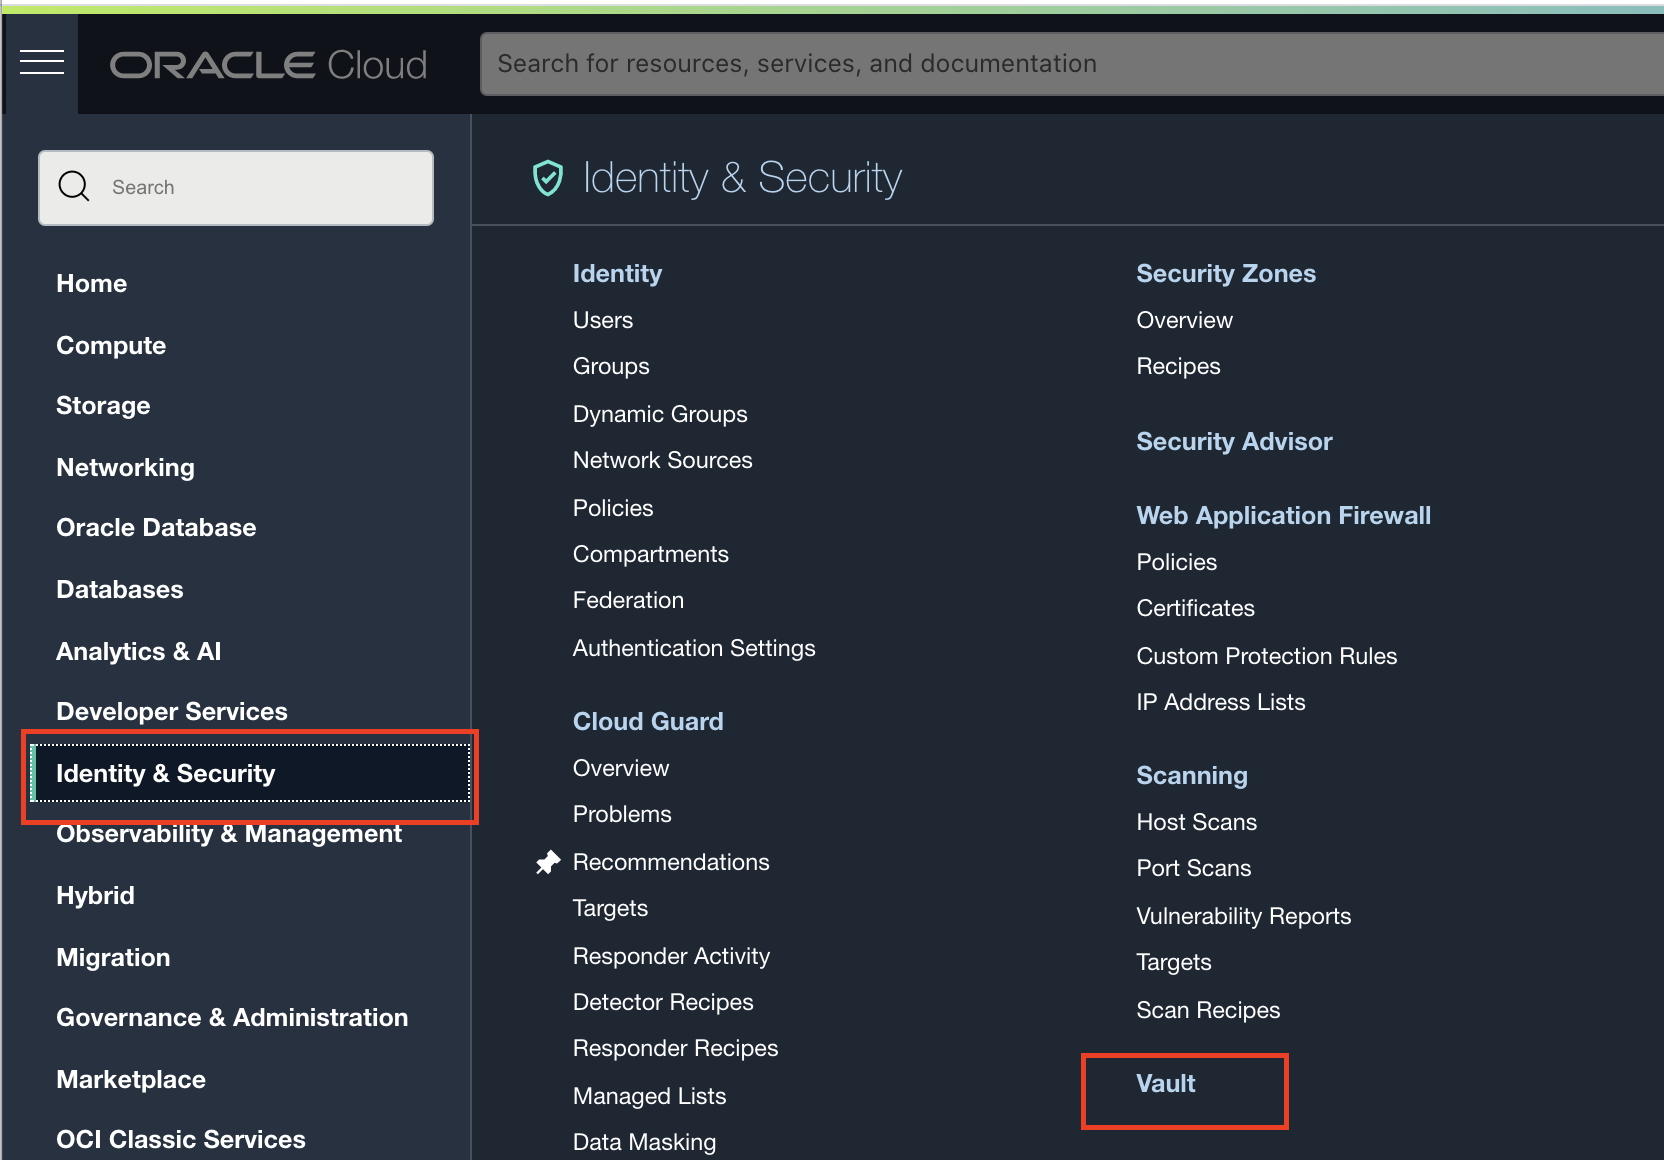 ORACLE Cloud
Search for resources, services, and documentation
Search
Home
Compute
Storage
Networking
Oracle Database
Databases
Analytics & AI
Developer Services
Identity & Security
Observability & Management
Hybrid
Migration
Governance & Administration
Marketplace
OCI Classic Services
Identity & Security
Identity
Users
Groups
Dynamic Groups
Network Sources
Policies
Compartments
Federation
Authentication Settings
Cloud Guard
Overview
Problems
Recommendations
Targets
Responder Activity
Detector Recipes
Responder Recipes
Managed Lists
Data Masking
Security Zones
Overview
Recipes
Security Advisor
Web Application Firewall
Policies
Certificates
Custom Protection Rules
IP Address Lists
Scanning
Host Scans
Port Scans
Vulnerability Reports
Targets
Scan Recipes
Vault